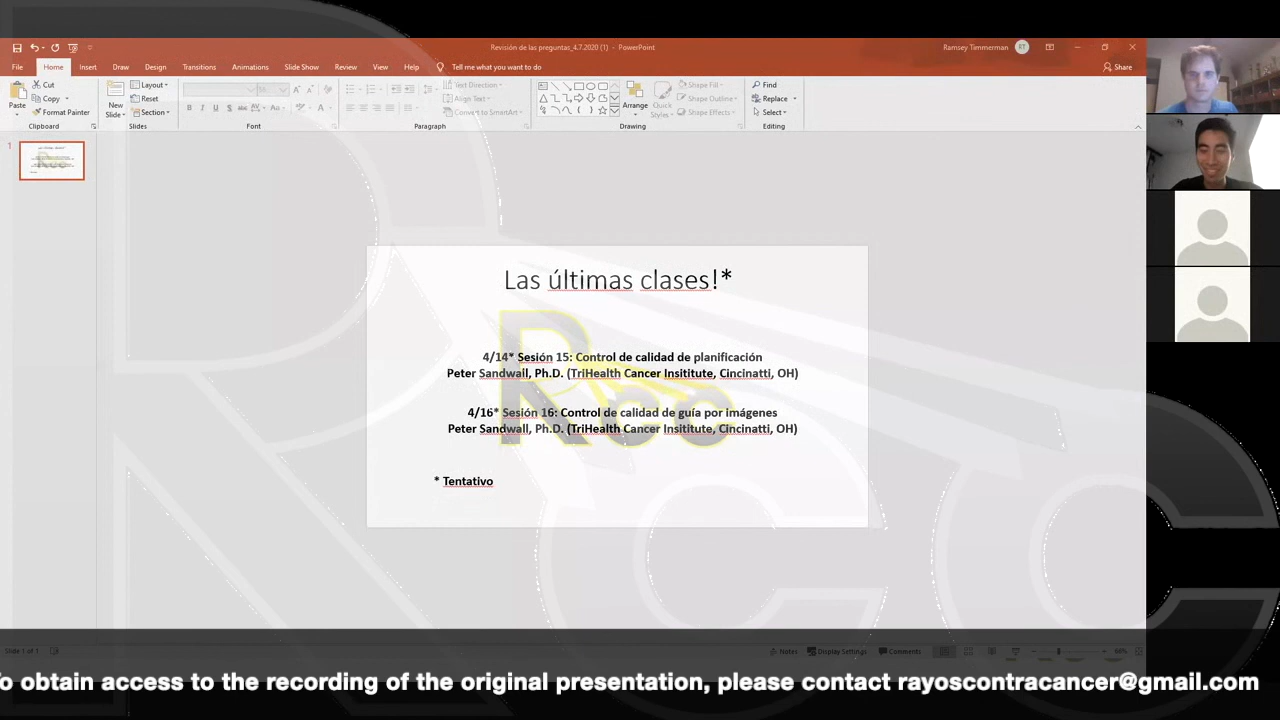 Revisión de las preguntas_4.7.2020 (1) - PowerPoint
Ramsey Timmerman
RT
File Home Insert Draw Design Transitions Animations Slide Show Review View Help Tell me what you want to do
Share
Cut
Copy
Format Painter
Paste
Clipboard
New Slide
Layout
Reset
Section
Slides
Font
Text Direction
Align Text
Convert to SmartArt
Paragraph
Arrange
Quick Styles
Shape Fill
Shape Outline
Shape Effects
Drawing
Find
Replace
Select
Editing
1
Las últimas clases!*
4/14* Sesión 15: Control de calidad de planificación
Peter Sandwall, Ph.D. (TriHealth Cancer Insititute, Cincinatti, OH)
4/16* Sesión 16: Control de calidad de guía por imágenes
Peter Sandwall, Ph.D. (TriHealth Cancer Insititute, Cincinatti, OH)
* Tentativo
Rcc
Slide 1 of 1
Notes Display Settings Comments
To obtain access to the recording of the original presentation, please contact rayoscontracancer@gmail.com